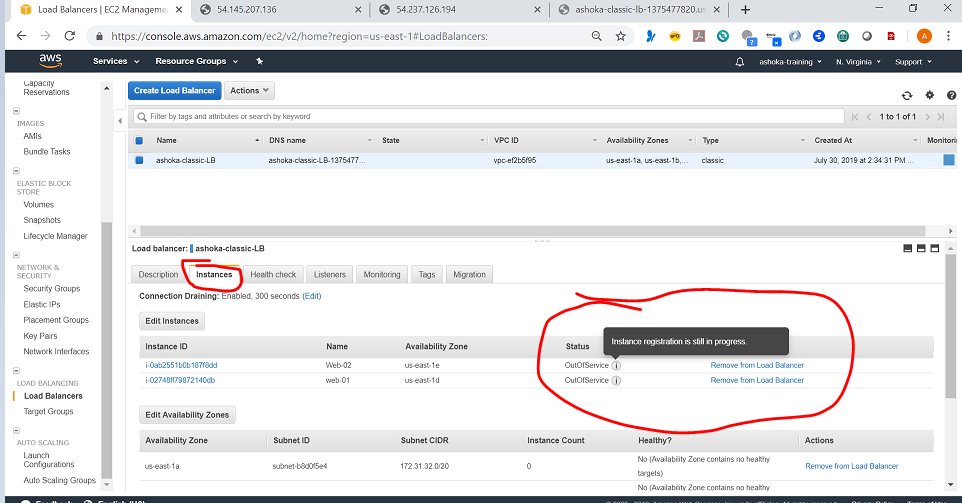 Load Balancers | EC2 Managemen
54.145.207.136
54.237.126.194
ashoka-classic-lb-1375477820.us
https://console.aws.amazon.com/ec2/v2/home?region=us-east-1#LoadBalancers:
aws Services Resource Groups ashoka-training N. Virginia Support
A
Capacity
Reservations
IMAGES
AMIs
Bundle Tasks
ELASTIC BLOCK
STORE
Volumes
Snapshots
Lifecycle Manager
NETWORK &
SECURITY
Security Groups
Elastic IPs
Placement Groups
Key Pairs
Network Interfaces
LOAD BALANCING
Load Balancers
Target Groups
AUTO SCALING
Launch
Configurations
Auto Scaling Groups
Create Load Balancer Actions
Filter by tags and attributes or search by keyword
1 to 1 of 1
Name DNS name State VPC ID Availability Zones Type Created At Monitori
ashoka-classic-LB ashoka-classic-LB-1375477... vpc-ef2b5f95 us-east-1a, us-east-1b,... classic July 30, 2019 at 2:34:31 PM ...
Load balancer: ashoka-classic-LB
Description Instances Health check Listeners Monitoring Tags Migration
Connection Draining: Enabled, 300 seconds (Edit)
Edit Instances
Instance ID Name Availability Zone Status
Instance registration is still in progress.
i-0ab2551b0b187f8dd Web-02 us-east-1e OutOfService Remove from Load Balancer
i-02748ff79872140db web-01 us-east-1d OutOfService Remove from Load Balancer
Edit Availability Zones
Availability Zone Subnet ID Subnet CIDR Instance Count Healthy? Actions
us-east-1a subnet-b8d0f5e4 172.31.32.0/20 0 No (Availability Zone contains no healthy targets) Remove from Load Balancer
No (Availability Zone contains no healthy
Feedback English (US)